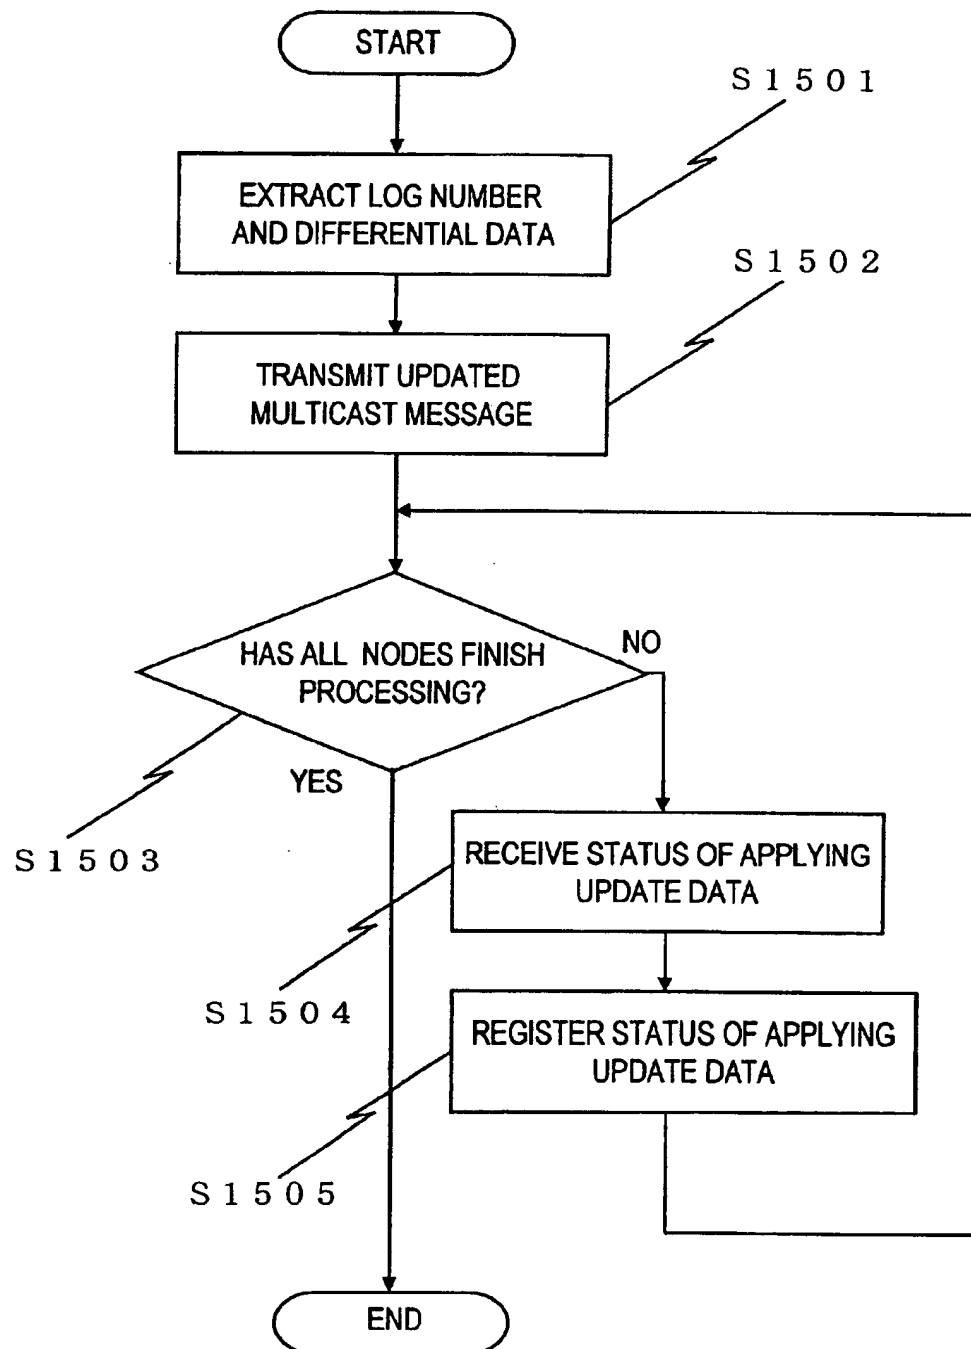 START
S1501
EXTRACT LOG NUMBER
AND DIFFERENTIAL DATA
S1502
TRANSMIT UPDATED
MULTICAST MESSAGE
HAS ALL NODES FINISH
PROCESSING?
NO
YES
S1503
RECEIVE STATUS OF APPLYING
UPDATE DATA
S1504
REGISTER STATUS OF APPLYING
UPDATE DATA
S1505
END